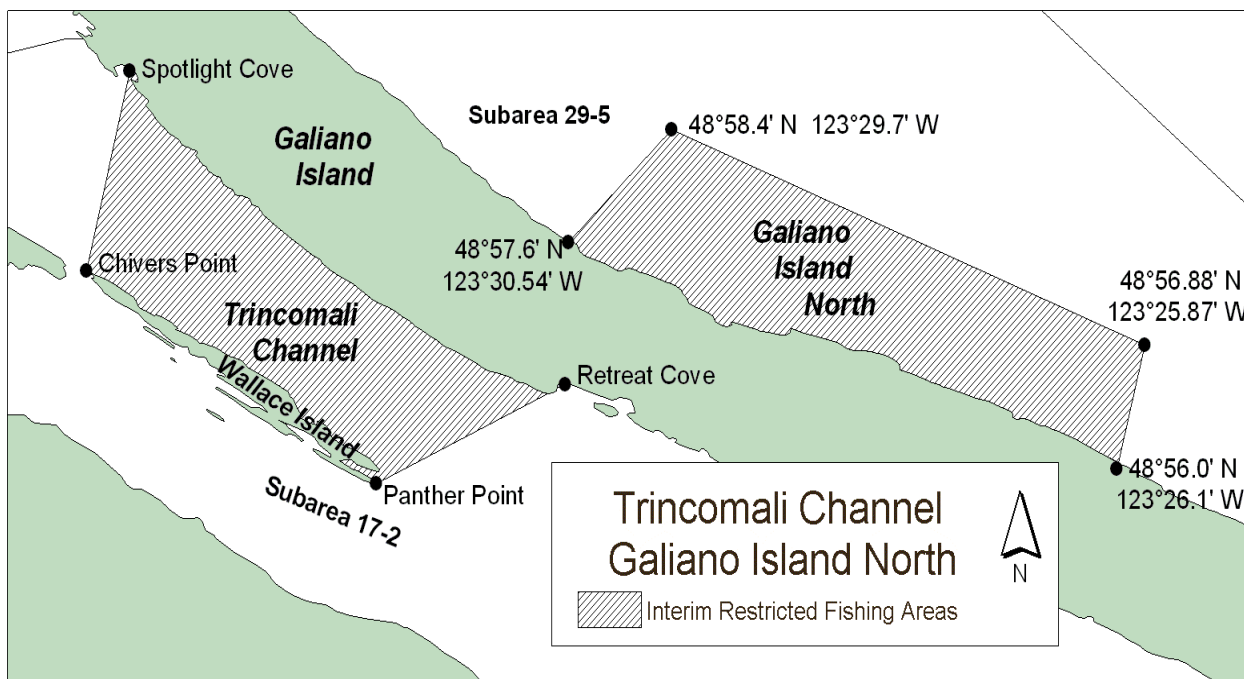 Spotlight Cove
Subarea 29-5
48°58.4' N  123°29.7' W
Galiano
Island
48°57.6' N
123°30.54' W
Galiano
Island
North
Chivers Point
48°56.88' N
123°25.87' W
Trincomali
Channel
Wallace Island
Retreat Cove
48°56.0' N
123°26.1' W
Panther Point
Subarea 17-2
Trincomali Channel
Galiano Island North
N
Interim Restricted Fishing Areas